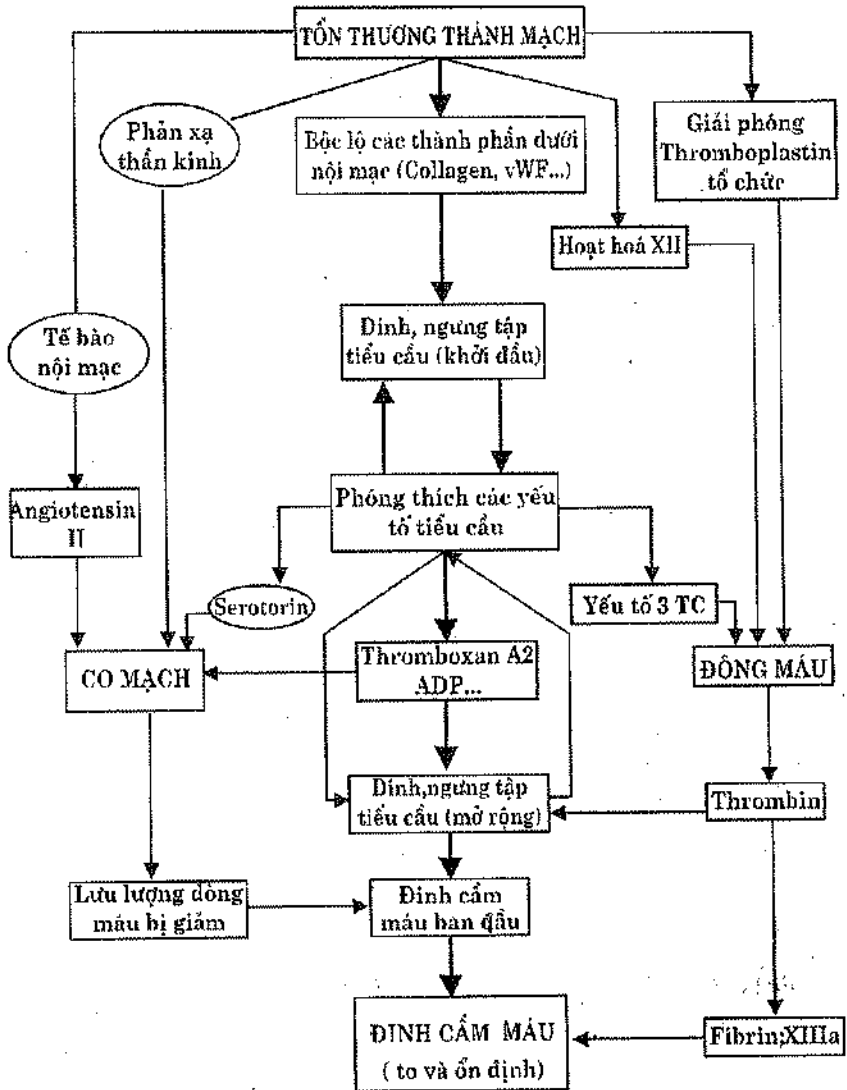 TỔN THƯƠNG THÀNH MẠCH
Phản xạ
thần kinh
Bộc lộ các thành phần dưới
nội mạc (Collagen, vWF...)
Giải phóng
Thromboplastin
tổ chức
Hoạt hoá XII
Tế bào
nội mạc
Dính, ngưng tập
tiểu cầu (khởi đầu)
Angiotensin
II
Phóng thích các yếu
tố tiểu cầu
Serotorin
Yếu tố 3 TC
CO MẠCH
Thromboxan A2
ADP...
ĐÔNG MÁU
Dính,ngưng tập
tiểu cầu (mở rộng)
Thrombin
Lưu lượng dòng
máu bị giảm
Đinh cầm
máu ban đầu
ĐINH CẦM MÁU
( to và ổn định)
Fibrin;XIIIa